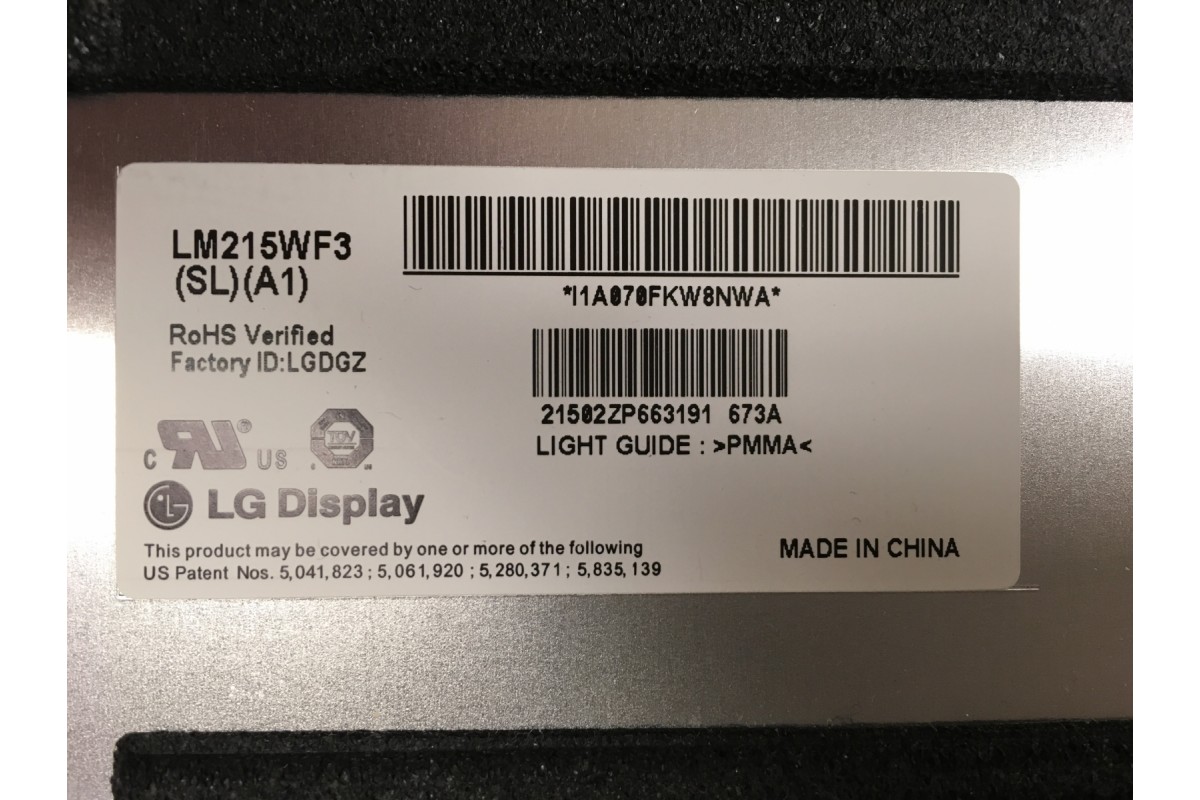 LM215WF3
(SL)(A1)
*I1A070FKW8NWA*
RoHS Verified
Factory ID:LGDGZ
21502ZP663191 673A
LIGHT GUIDE : >PMMA<
C RU® US TÜV
LG Display
This product may be covered by one or more of the following
US Patent Nos. 5,041,823 ; 5,061,920 ; 5,280,371 ; 5,835,139
MADE IN CHINA